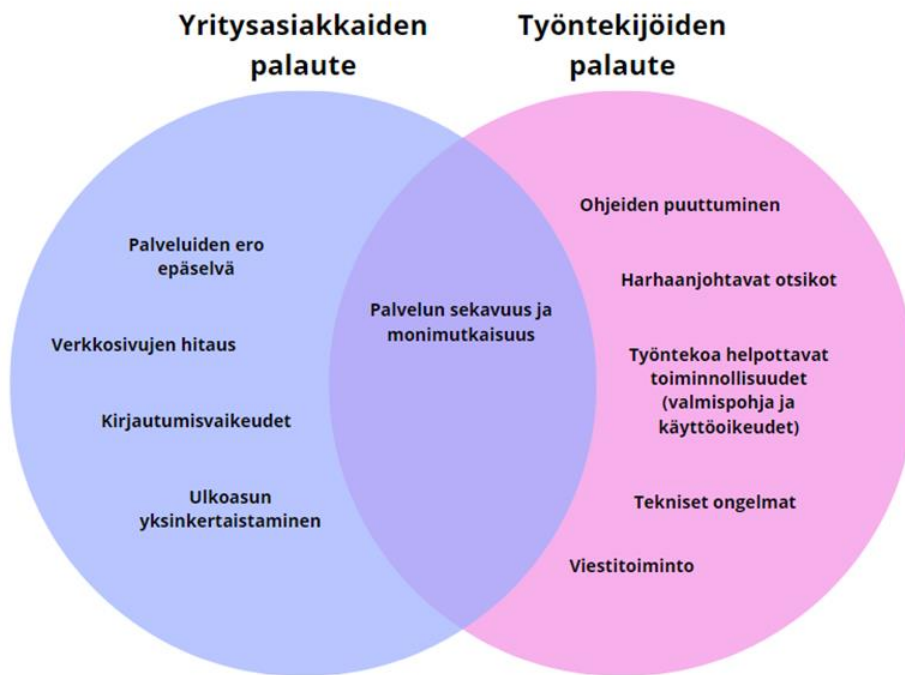 Yritysasiakkaiden
palaute
Työntekijöiden
palaute
Palveluiden ero
epäselvä
Verkkosivujen hitaus
Kirjautumisvaikeudet
Ulkoasun
yksinkertaistaminen
Palvelun sekavuus ja
monimutkaisuus
Ohjeiden puuttuminen
Harhaanjohtavat otsikot
Työntekoa helpottavat
toiminnollisuudet
(valmispohja ja
käyttöoikeudet)
Tekniset ongelmat
Viestitoiminto